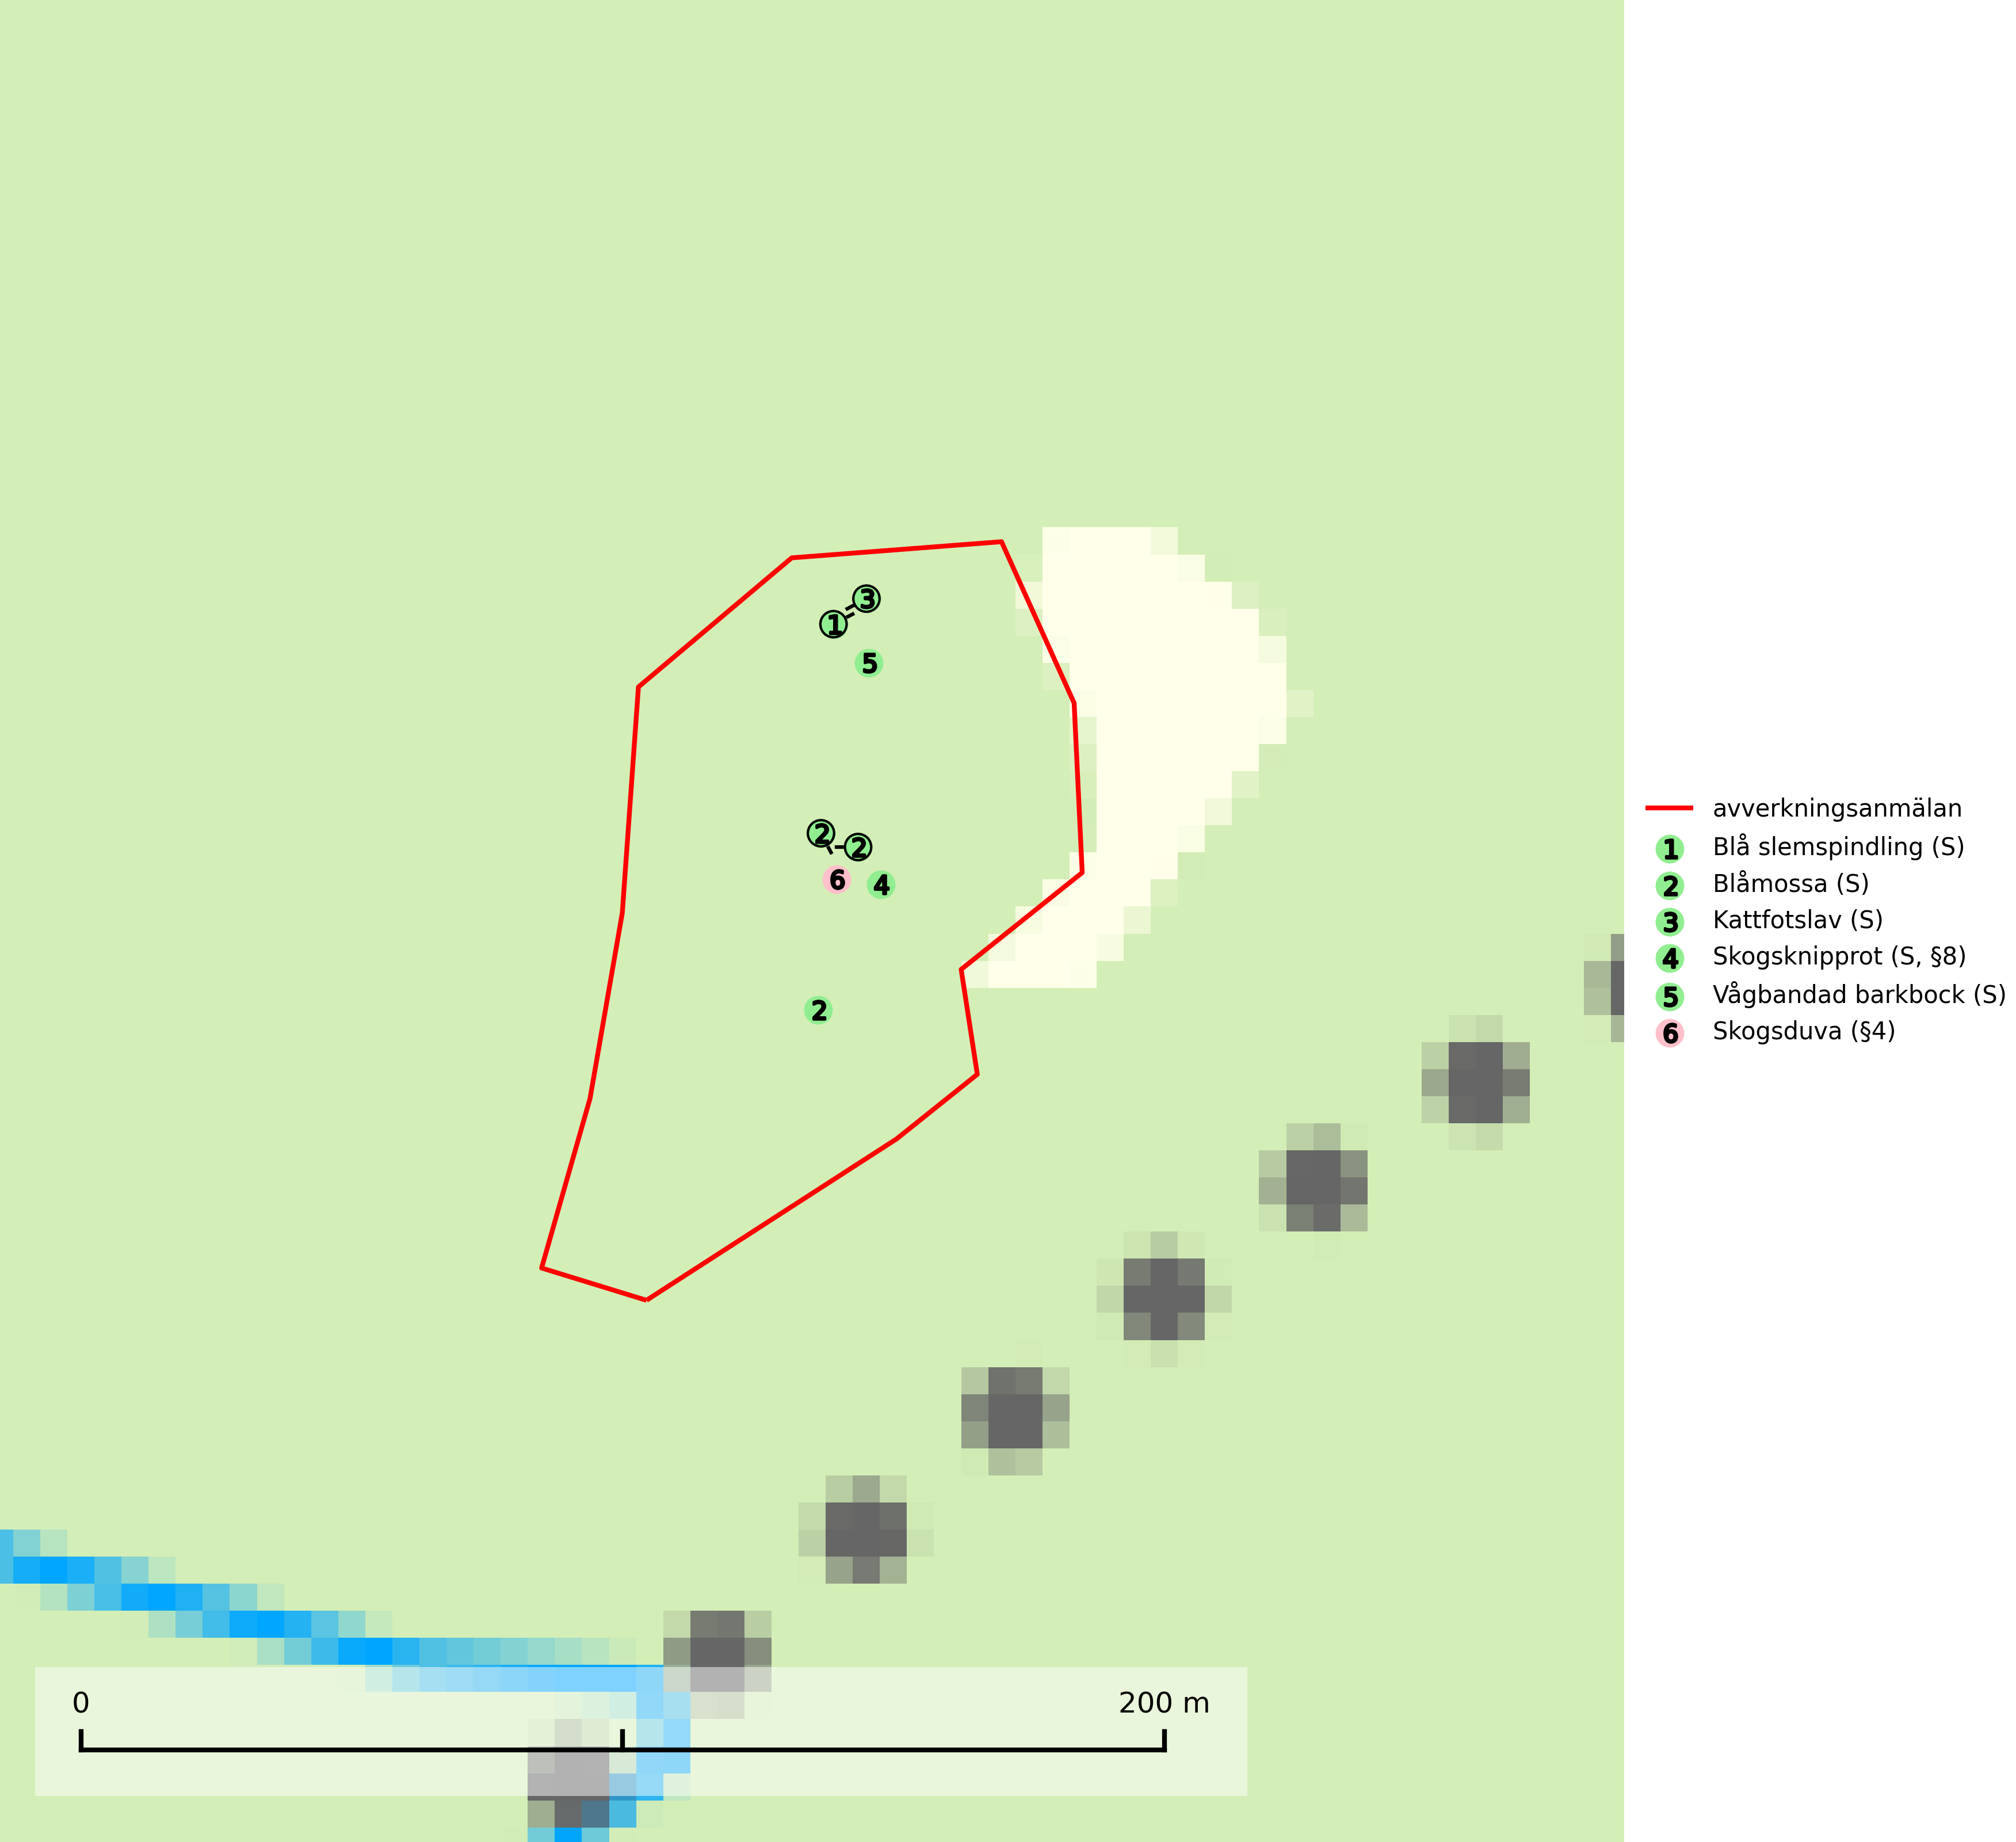 3
1
5
2
2
6
4
2
avverkningsanmälan
1 Blå slemspindling (S)
2 Blåmossa (S)
3 Kattfotslav (S)
4 Skogsknipprot (S, §8)
5 Vågbandad barkbock (S)
6 Skogsduva (§4)
0 200 m